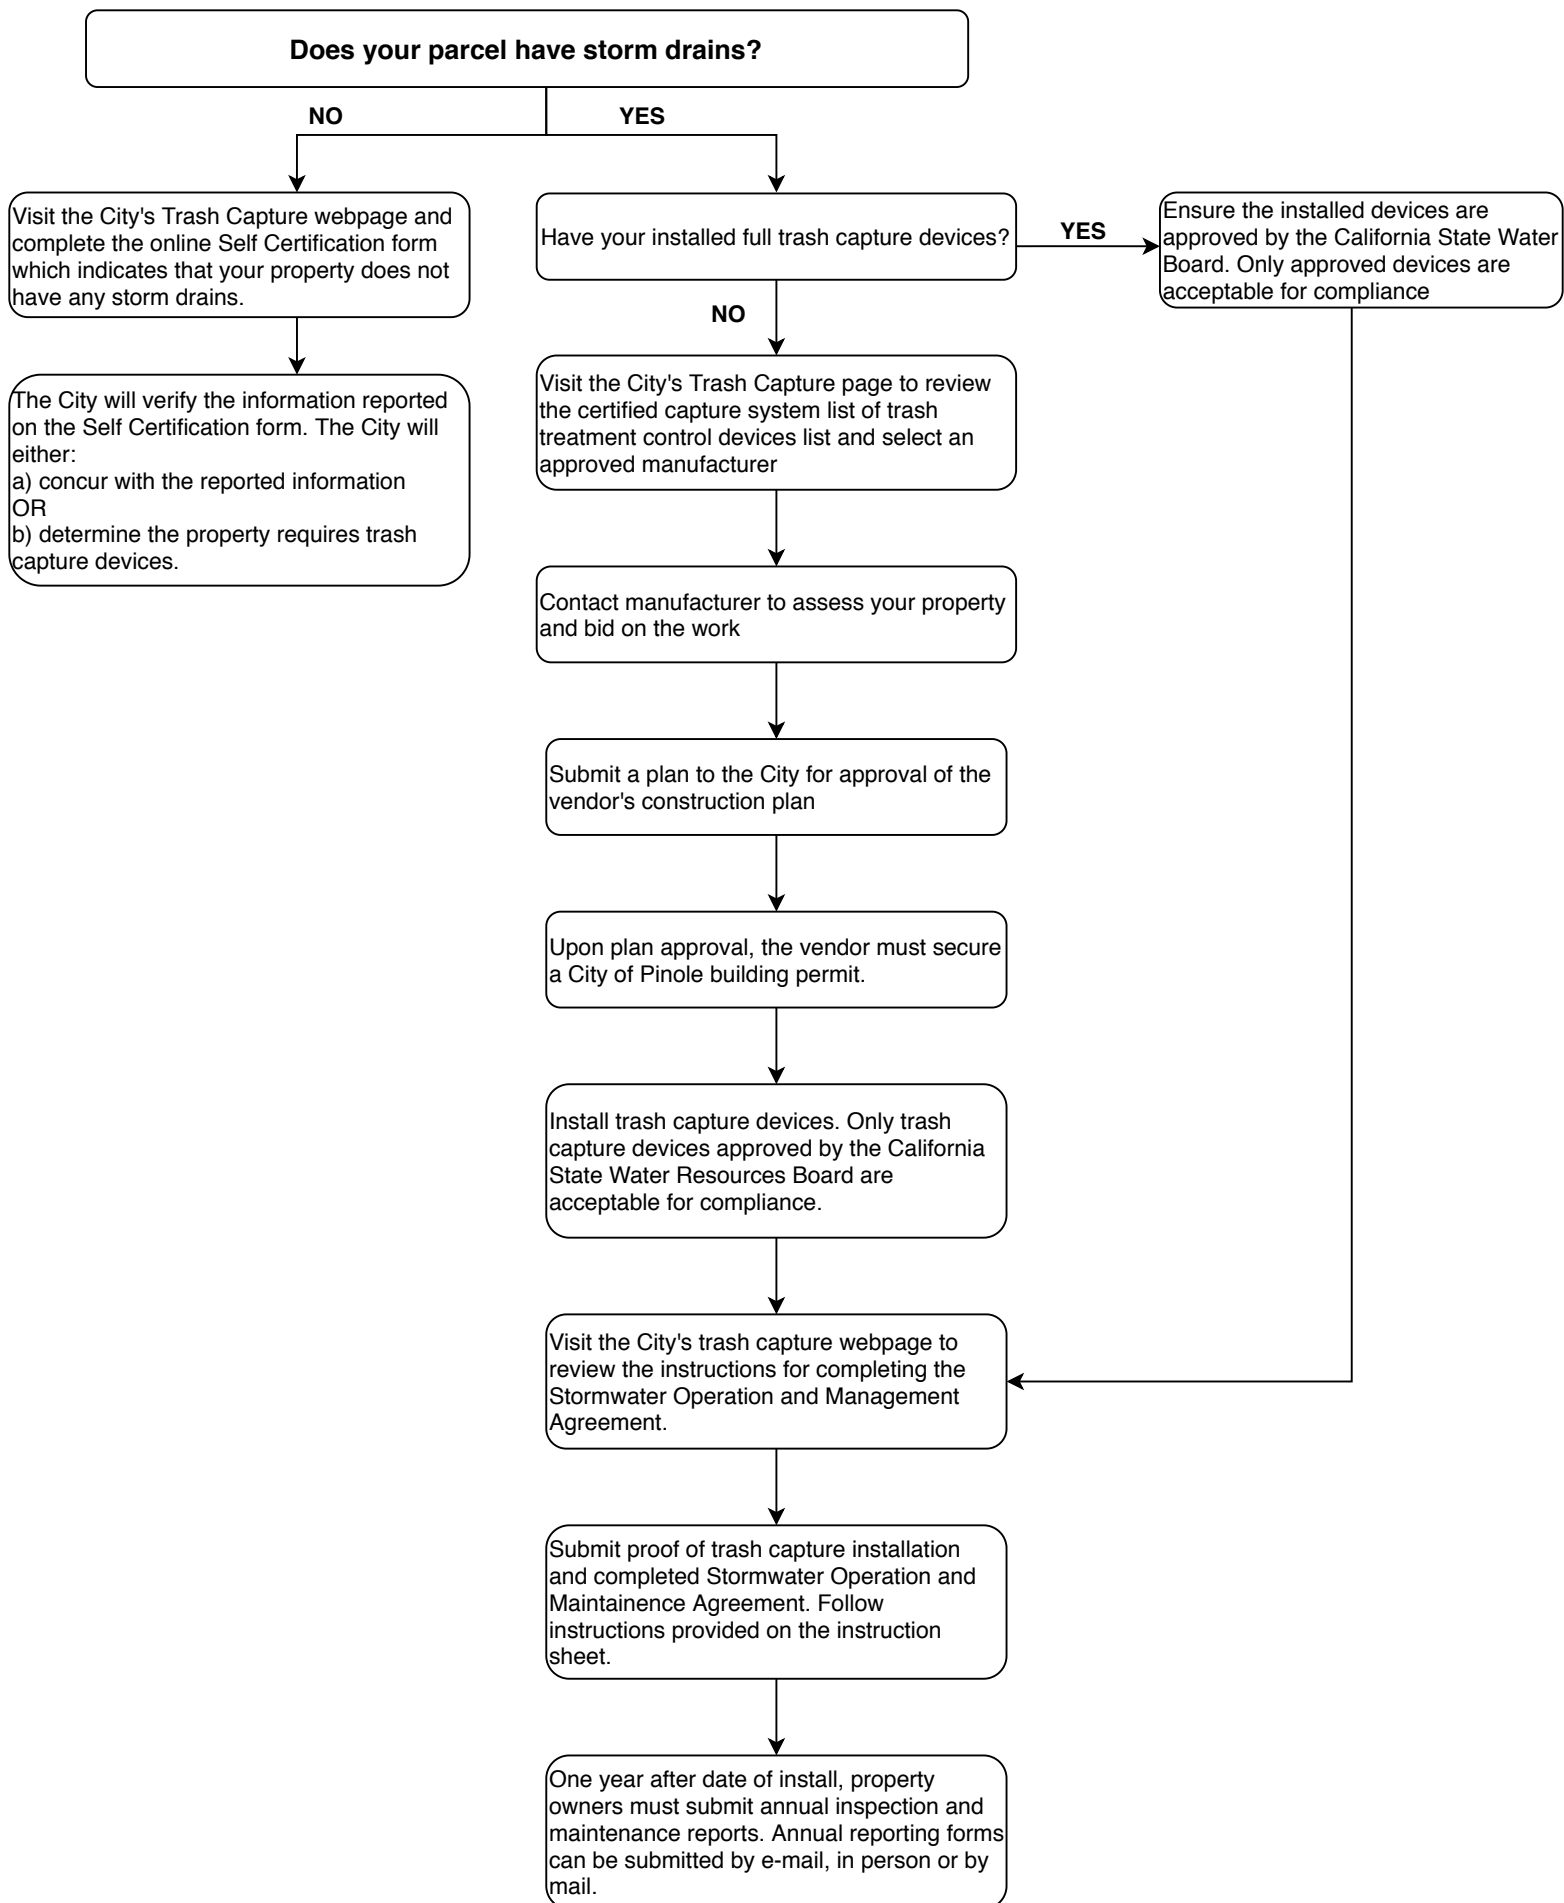 Does your parcel have storm drains?
NO
YES
Visit the City's Trash Capture webpage and
complete the online Self Certification form
which indicates that your property does not
have any storm drains.
The City will verify the information reported
on the Self Certification form. The City will
either:
a) concur with the reported information
OR
b) determine the property requires trash
capture devices.
Have your installed full trash capture devices?
YES
Ensure the installed devices are
approved by the California State Water
Board. Only approved devices are
acceptable for compliance
NO
Visit the City's Trash Capture page to review
the certified capture system list of trash
treatment control devices list and select an
approved manufacturer
Contact manufacturer to assess your property
and bid on the work
Submit a plan to the City for approval of the
vendor's construction plan
Upon plan approval, the vendor must secure
a City of Pinole building permit.
Install trash capture devices. Only trash
capture devices approved by the California
State Water Resources Board are
acceptable for compliance.
Visit the City's trash capture webpage to
review the instructions for completing the
Stormwater Operation and Management
Agreement.
Submit proof of trash capture installation
and completed Stormwater Operation and
Maintainence Agreement. Follow
instructions provided on the instruction
sheet.
One year after date of install, property
owners must submit annual inspection and
maintenance reports. Annual reporting forms
can be submitted by e-mail, in person or by
mail.